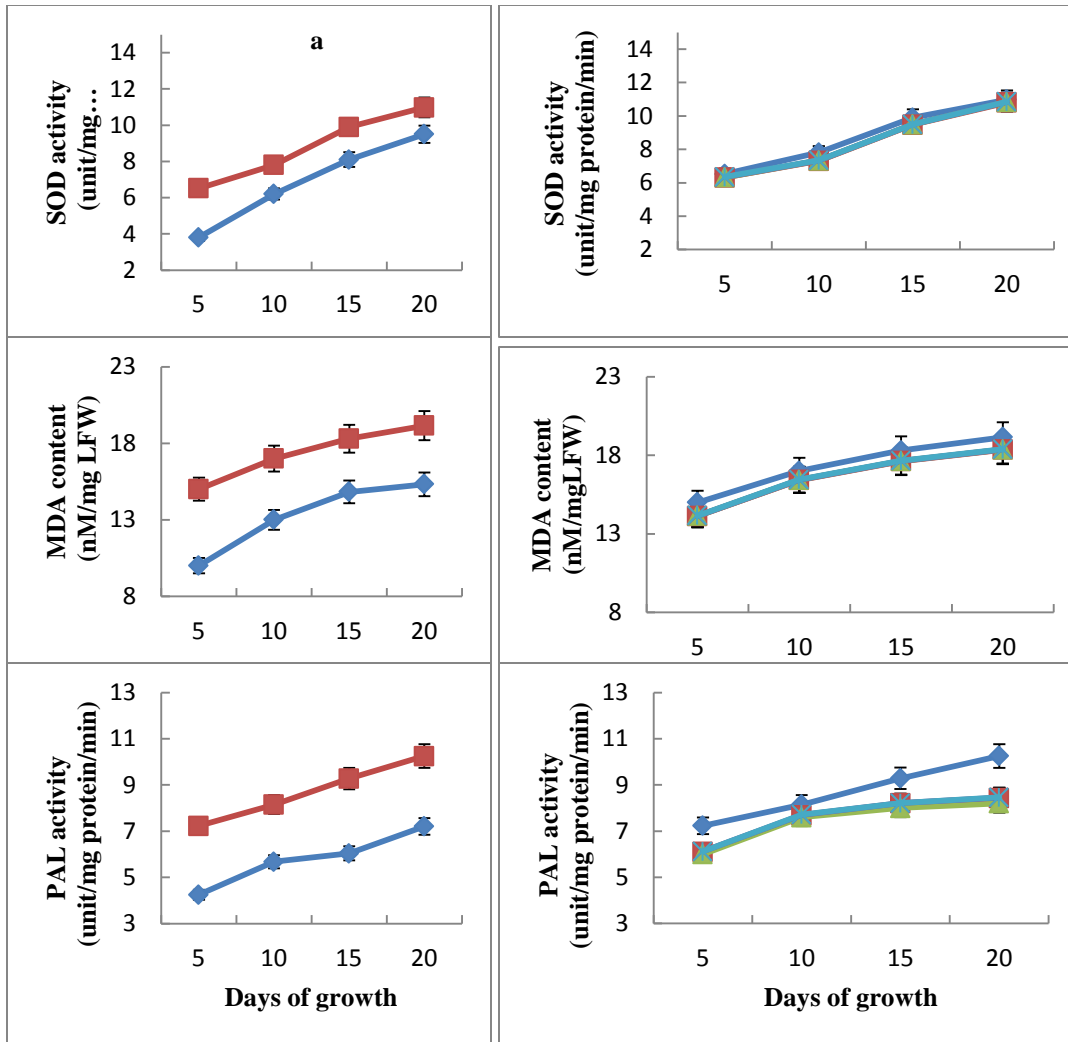 a
SOD activity
(unit/mg…
14
12
10
8
6
4
2
5 10 15 20
SOD activity
(unit/mg protein/min)
14
12
10
8
6
4
2
5 10 15 20
MDA content
(nM/mg LFW)
23
18
13
8
5 10 15 20
MDA content
(nM/mgLFW)
23
18
13
8
5 10 15 20
PAL activity
(unit/mg protein/min)
13
11
9
7
5
3
5 10 15 20
Days of growth
PAL activity
(unit/mg protein/min)
13
11
9
7
5
3
5 10 15 20
Days of growth